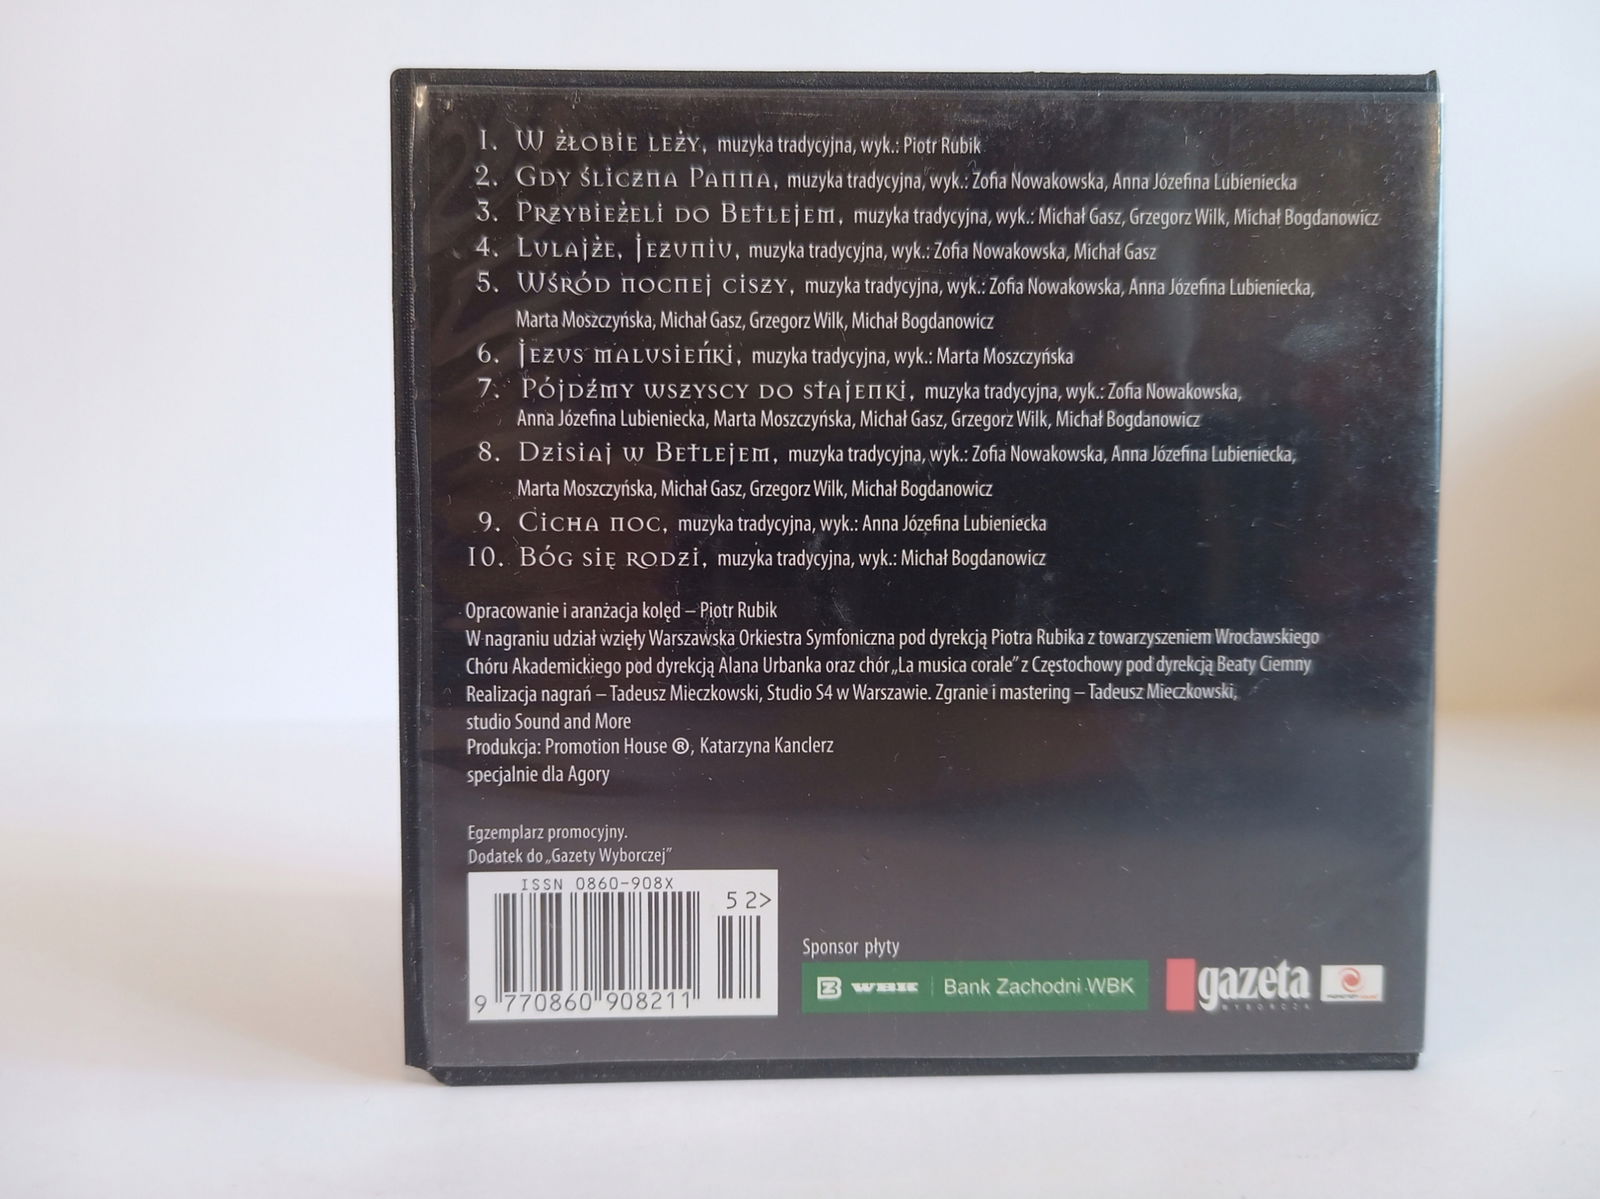 1. W żłobie leży, muzyka tradycyjna, wyk.: Piotr Rubik
2. Gdy śliczna Panna, muzyka tradycyjna, wyk.: Zofia Nowakowska, Anna Józefina Lubieniecka
3. Przybieżeli do Betlejem, muzyka tradycyjna, wyk.: Michał Gasz, Grzegorz Wilk, Michał Bogdanowicz
4. Lulajże, Jezuniu, muzyka tradycyjna, wyk.: Zofia Nowakowska, Michał Gasz
5. Wśród nocnej ciszy, muzyka tradycyjna, wyk.: Zofia Nowakowska, Anna Józefina Lubieniecka,
Marta Moszczyńska, Michał Gasz, Grzegorz Wilk, Michał Bogdanowicz
6. Jezus malusieńki, muzyka tradycyjna, wyk.: Marta Moszczyńska
7. Pójdźmy wszyscy do stajenki, muzyka tradycyjna, wyk.: Zofia Nowakowska,
Anna Józefina Lubieniecka, Marta Moszczyńska, Michał Gasz, Grzegorz Wilk, Michał Bogdanowicz
8. Dzisiaj w Betlejem, muzyka tradycyjna, wyk.: Zofia Nowakowska, Anna Józefina Lubieniecka,
Marta Moszczyńska, Michał Gasz, Grzegorz Wilk, Michał Bogdanowicz
9. Cicha noc, muzyka tradycyjna, wyk.: Anna Józefina Lubieniecka
10. Bóg się rodzi, muzyka tradycyjna, wyk.: Michał Bogdanowicz
Opracowanie i aranżacja kolęd – Piotr Rubik
W nagraniu udział wzięły Warszawska Orkiestra Symfoniczna pod dyrekcją Piotra Rubika z towarzyszeniem Wrocławskiego
Chóru Akademickiego pod dyrekcją Alana Urbanka oraz chór „La musica corale” z Częstochowy pod dyrekcją Beaty Ciemny
Realizacja nagrań – Tadeusz Mieczkowski, Studio S4 w Warszawie. Zgranie i mastering – Tadeusz Mieczkowski,
studio Sound and More
Produkcja: Promotion House ®, Katarzyna Kanclerz
specjalnie dla Agory
Egzemplarz promocyjny.
Dodatek do „Gazety Wyborczej”
ISSN 0860-908X
52>
9 770860 908211
Sponsor płyty
WBK Bank Zachodni WBK
gazeta
WYBORCZA